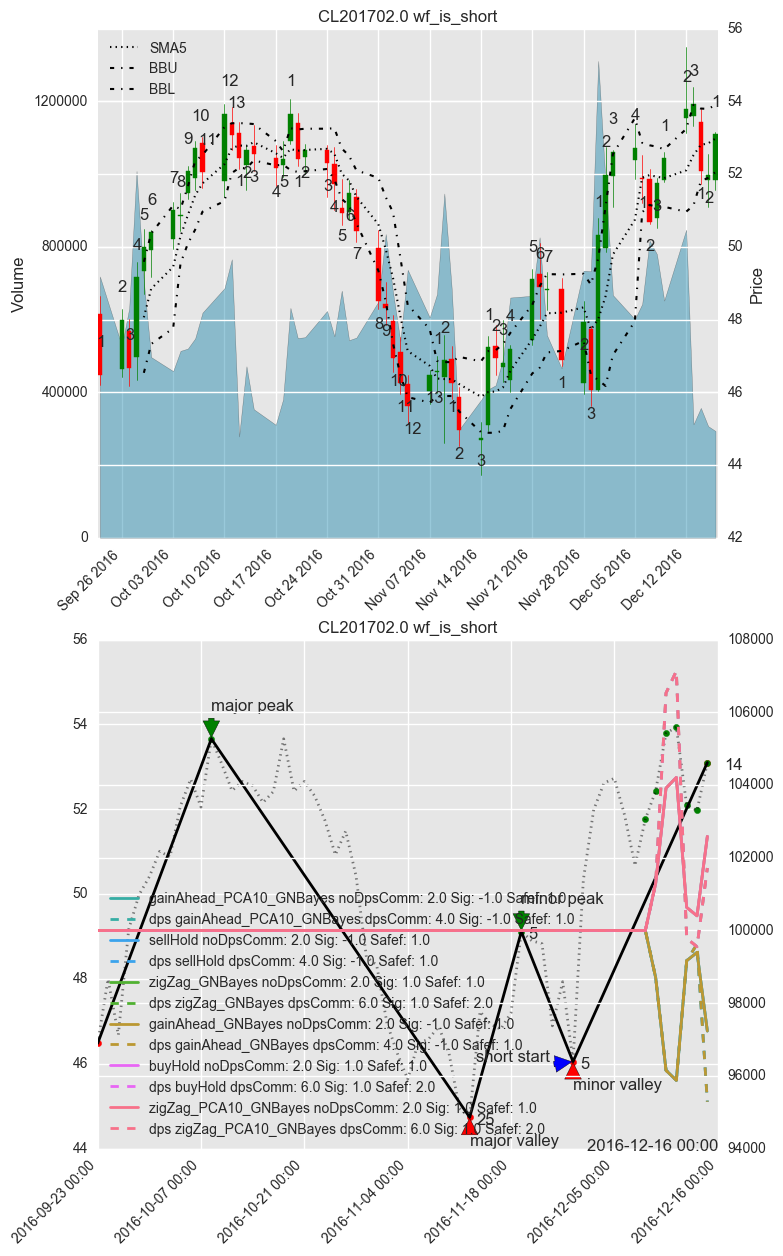 CL201702.0 wf_is_short
SMA5
BBU
BBL
Volume
1200000
800000
400000
0
Price
56
54
52
50
48
46
44
42
Sep 26 2016
Oct 03 2016
Oct 10 2016
Oct 17 2016
Oct 24 2016
Oct 31 2016
Nov 07 2016
Nov 14 2016
Nov 21 2016
Nov 28 2016
Dec 05 2016
Dec 12 2016
CL201702.0 wf_is_short
56
54
52
50
48
46
44
108000
106000
104000
102000
100000
98000
96000
94000
major peak
14
minor peak
5
short start
5
minor valley
25
major valley
gainAhead_PCA10_GNBayes noDpsComm: 2.0 Sig: -1.0 Safef: 1.0
dps gainAhead_PCA10_GNBayes dpsComm: 4.0 Sig: -1.0 Safef: 1.0
sellHold noDpsComm: 2.0 Sig: -1.0 Safef: 1.0
dps sellHold dpsComm: 4.0 Sig: -1.0 Safef: 1.0
zigZag_GNBayes noDpsComm: 2.0 Sig: 1.0 Safef: 1.0
dps zigZag_GNBayes dpsComm: 6.0 Sig: 1.0 Safef: 2.0
gainAhead_GNBayes noDpsComm: 2.0 Sig: -1.0 Safef: 1.0
dps gainAhead_GNBayes dpsComm: 4.0 Sig: -1.0 Safef: 1.0
buyHold noDpsComm: 2.0 Sig: 1.0 Safef: 1.0
dps buyHold dpsComm: 6.0 Sig: 1.0 Safef: 2.0
zigZag_PCA10_GNBayes noDpsComm: 2.0 Sig: 1.0 Safef: 1.0
dps zigZag_PCA10_GNBayes dpsComm: 6.0 Sig: 1.0 Safef: 2.0
2016-12-16 00:00
2016-09-23 00:00
2016-10-07 00:00
2016-10-21 00:00
2016-11-04 00:00
2016-11-18 00:00
2016-12-05 00:00
2016-12-16 00:00